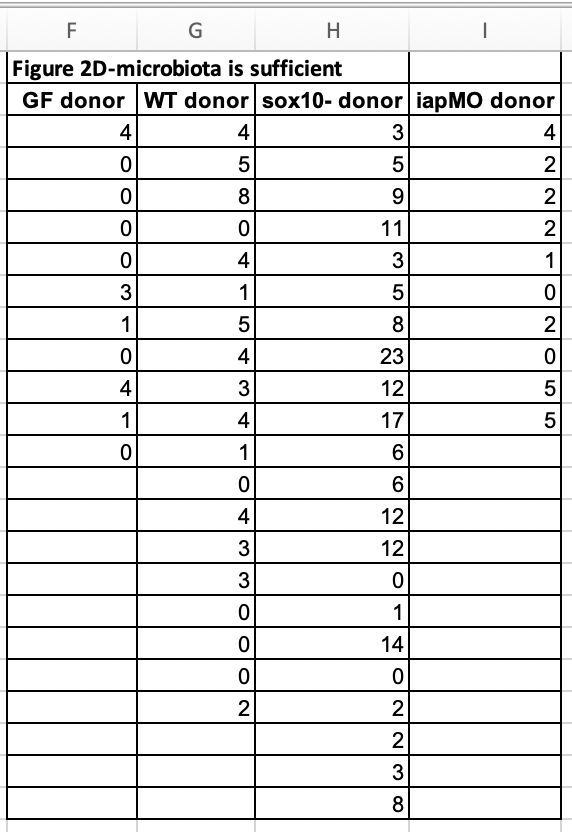 F G H I
Figure 2D-microbiota is sufficient
GF donor WT donor sox10- donor iapMO donor
4 4 3 4
0 5 5 2
0 8 9 2
0 0 11 2
0 4 3 1
3 1 5 0
1 5 8 2
0 4 23 0
4 3 12 5
1 4 17 5
0 1 6
0 6
4 12
3 12
3 0
0 1
0 14
0 0
2 2
2
3
8